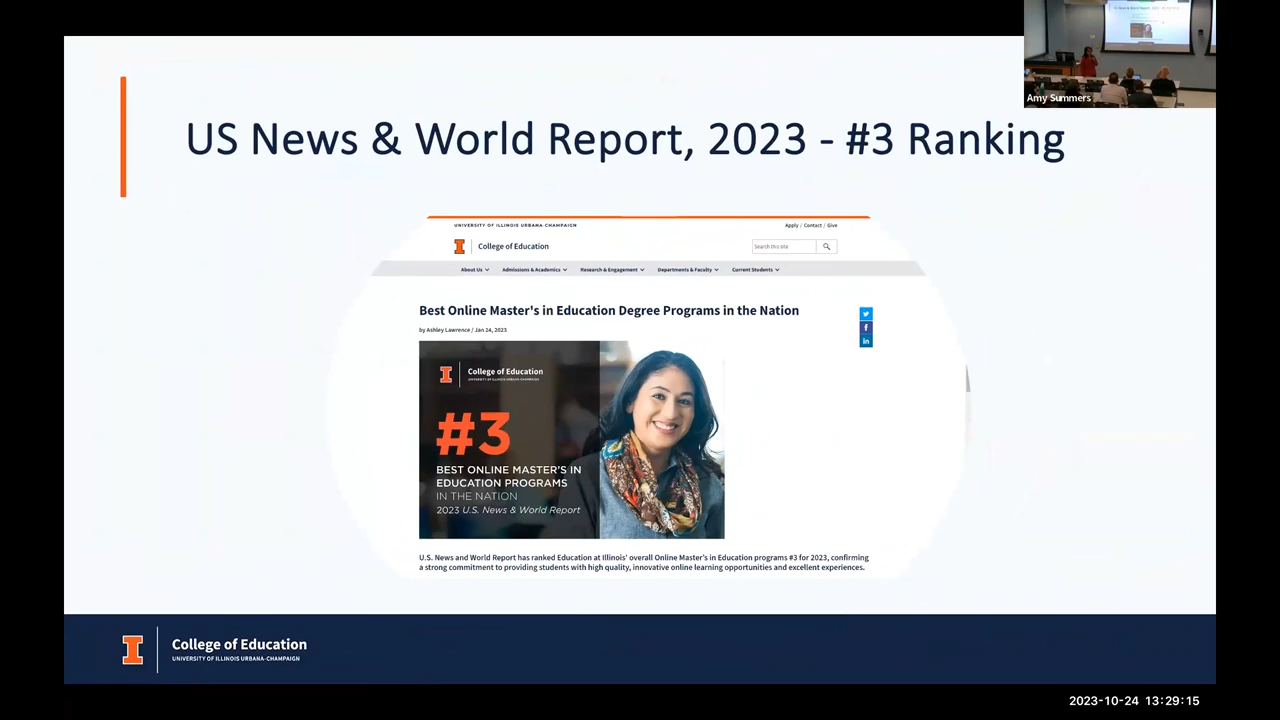 US News & World Report, 2023 - #3 Ranking
Amy Summers
UNIVERSITY OF ILLINOIS URBANA-CHAMPAIGN
Apply / Contact / Give
I College of Education
Search this site
About Us
Admissions & Academics
Research & Engagement
Departments & Faculty
Current Students
Best Online Master's in Education Degree Programs in the Nation
by Ashley Lawrence / Jan 24, 2023
I College of Education
UNIVERSITY OF ILLINOIS URBANA-CHAMPAIGN
#3
BEST ONLINE MASTER'S IN
EDUCATION PROGRAMS
IN THE NATION
2023 U.S. News & World Report
U.S. News and World Report has ranked Education at Illinois' overall Online Master's in Education programs #3 for 2023, confirming
a strong commitment to providing students with high quality, innovative online learning opportunities and excellent experiences.
I College of Education
UNIVERSITY OF ILLINOIS URBANA-CHAMPAIGN
2023-10-24 13:29:15